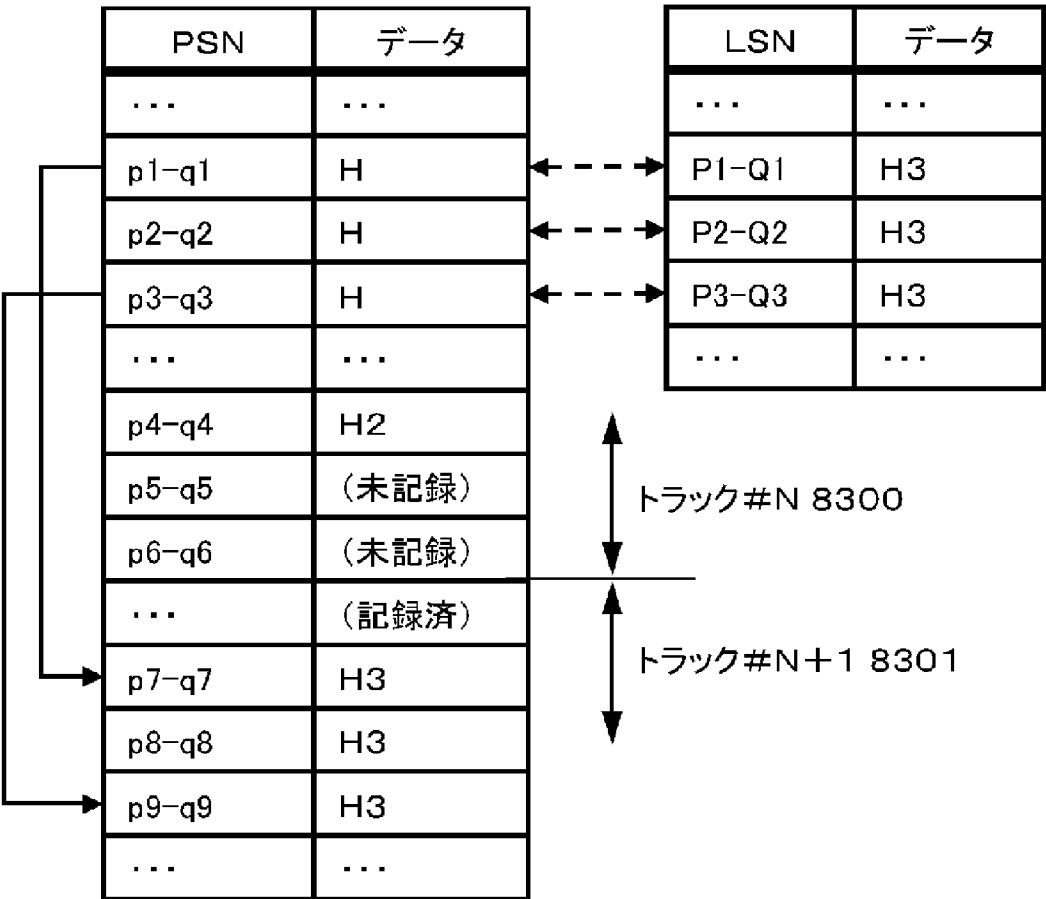 PSN データ
・・・ ・・・
p1-q1 H
p2-q2 H
p3-q3 H
・・・ ・・・
p4-q4 H2
p5-q5 (未記録)
p6-q6 (未記録)
・・・ (記録済)
p7-q7 H3
p8-q8 H3
p9-q9 H3
・・・ ・・・
LSN データ
・・・ ・・・
P1-Q1 H3
P2-Q2 H3
P3-Q3 H3
・・・ ・・・
トラック#N 8300
トラック#N+1 8301